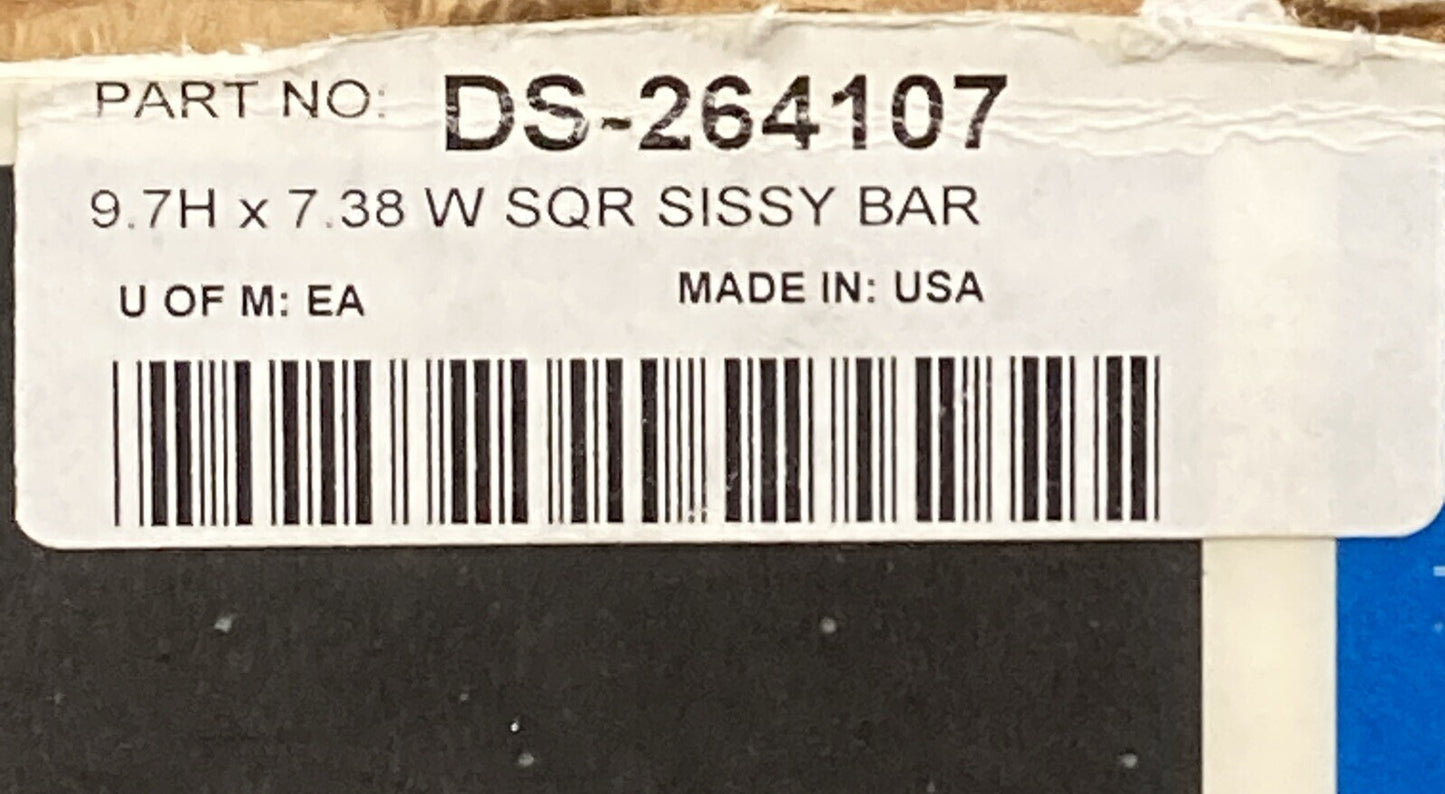 PART NO: DS-264107
9.7H x 7.38 W SQR SISSY BAR
U OF M: EA MADE IN: USA